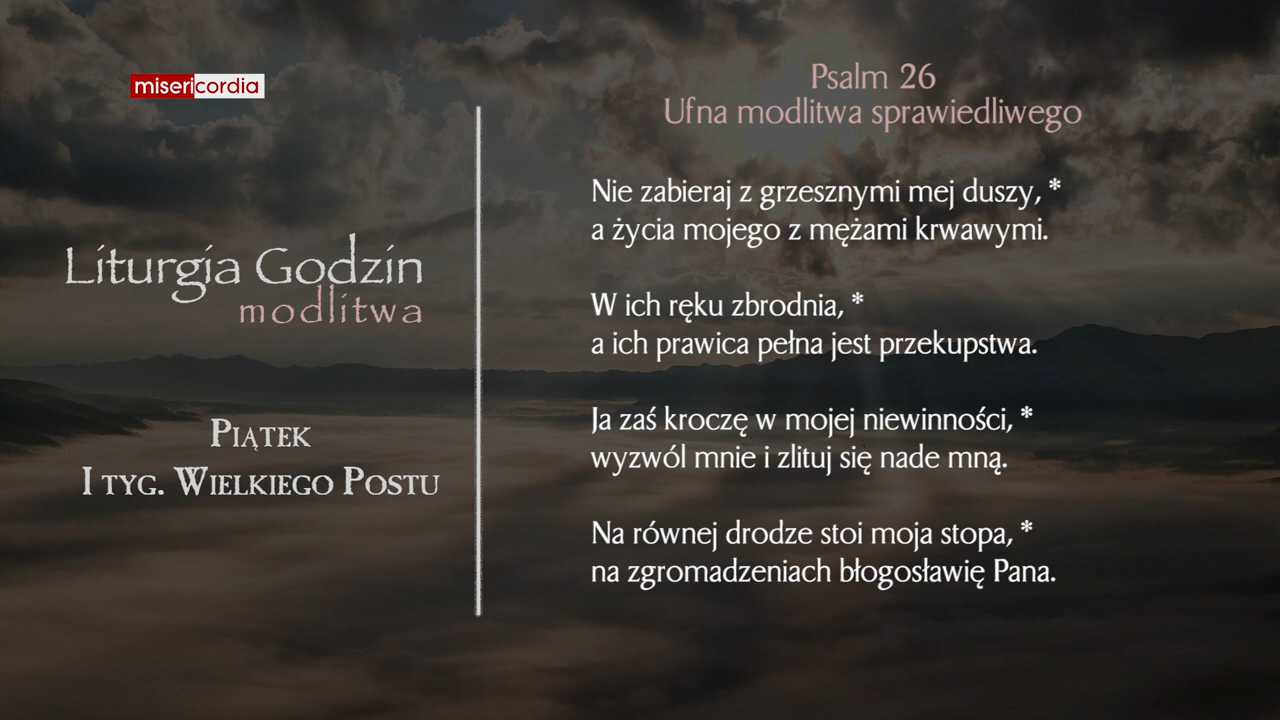 misericordia
Liturgia Godzin
modlitwa
Piątek
I tyg. Wielkiego Postu
Psalm 26
Ufna modlitwa sprawiedliwego
Nie zabieraj z grzesznymi mej duszy, *
a życia mojego z mężami krwawymi.
W ich ręku zbrodnia, *
a ich prawica pełna jest przekupstwa.
Ja zaś kroczę w mojej niewinności, *
wyzwól mnie i zlituj się nade mną.
Na równej drodze stoi moja stopa, *
na zgromadzeniach błogosławię Pana.